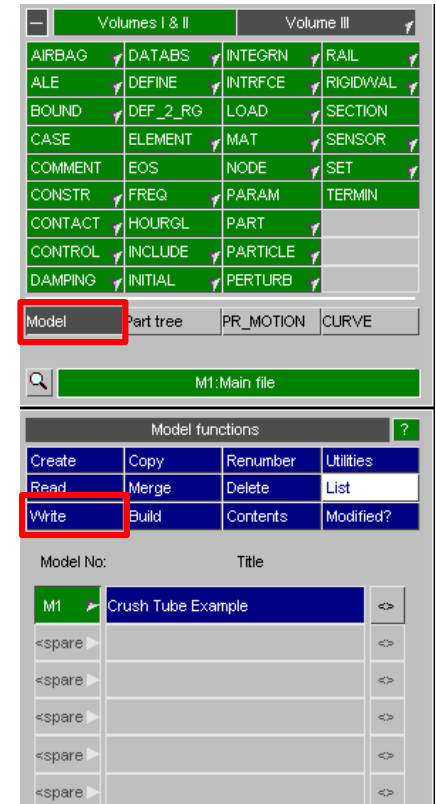 Volumes I & II Volume III
AIRBAG DATABS INTEGRN RAIL
ALE DEFINE INTRFCE RIGIDWAL
BOUND DEF_2_RG LOAD SECTION
CASE ELEMENT MAT SENSOR
COMMENT EOS NODE SET
CONSTR FREQ PARAM TERMIN
CONTACT HOURGL PART
CONTROL INCLUDE PARTICLE
DAMPING INITIAL PERTURB
Model Part tree PR_MOTION CURVE
M1:Main file
Model functions ?
Create Copy Renumber Utilities
Read Merge Delete List
Write Build Contents Modified?
Model No: Title
M1 Crush Tube Example <>
<spare <>
<spare <>
<spare <>
<spare <>
<spare <>